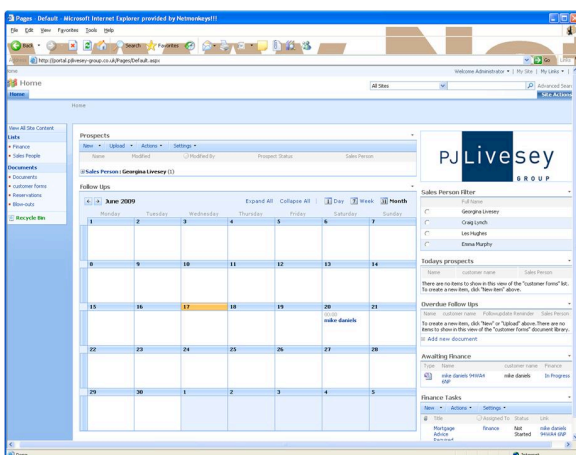 Pages - Default - Microsoft Internet Explorer provided by Netmonkeys!!!
File Edit View Favorites Tools Help
Back Search Favorites
http://portal.pjlivesey-group.co.uk/Pages/Default.aspx Go Links
Home Welcome Administrator | My Site | My Links |
Home All Sites Advanced Search
Home Site Actions
Home
View All Site Content
Lists
Finance
Sales People
Documents
Documents
customer forms
Reservations
Blow-outs
Recycle Bin
Prospects
New Upload Actions Settings
Name Modified Modified By Prospect Status Sales Person
Sales Person : Georgina Livesey (1)
Follow Ups
June 2009 Expand All Collapse All 1 Day 7 Week 31 Month
Monday Tuesday Wednesday Thursday Friday Saturday Sunday
1 2 3 4 5 6 7
8 9 10 11 12 13 14
15 16 17 18 19 20 21
00:00
mike daniels
22 23 24 25 26 27 28
29 30 1 2 3 4 5
PJLivesey
GROUP
Sales Person Filter
Full Name
Georgina Livesey
Craig Lynch
Les Hughes
Emma Murphy
Todays prospects
Name customer name Sales Person
There are no items to show in this view of the "customer forms" list.
To create a new item, click "New item" above.
Overdue Follow Ups
Name customer name Followupdate Reminder Sales Person
To create a new item, click "New" or "Upload" above. There are no
items to show in this view of the "customer forms" document library.
Add new document
Awaiting Finance
Type Name customer name Finance
mike daniels M4WA4 mike daniels In Progress
6NP
Finance Tasks
New Actions Settings
Title Assigned To Status Link
Mortgage finance Not mike daniels
Advice Started M4WA4 6NP
Required
Internet